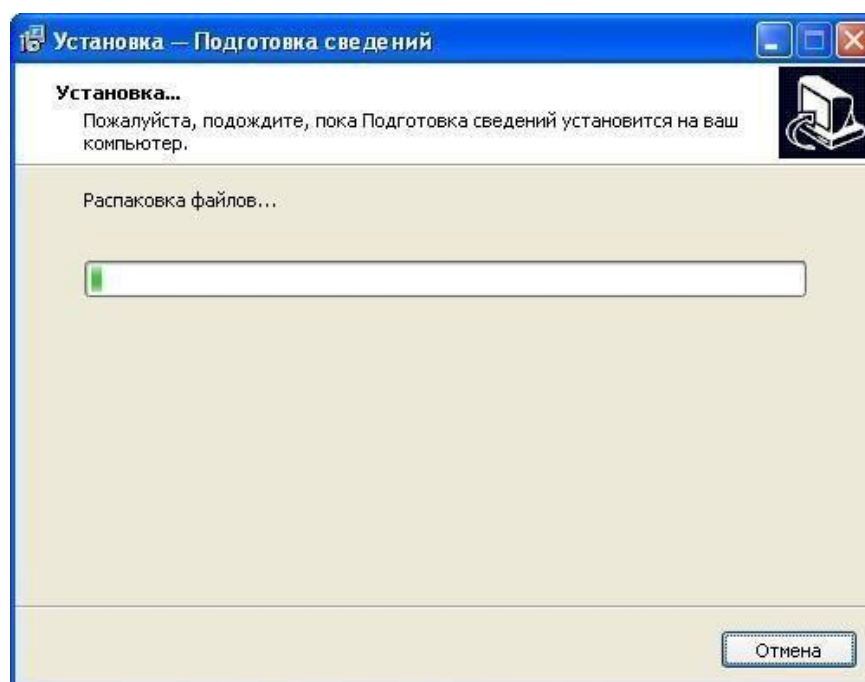 Установка — Подготовка сведений
Установка...
Пожалуйста, подождите, пока Подготовка сведений установится на ваш
компьютер.
Распаковка файлов...
Отмена